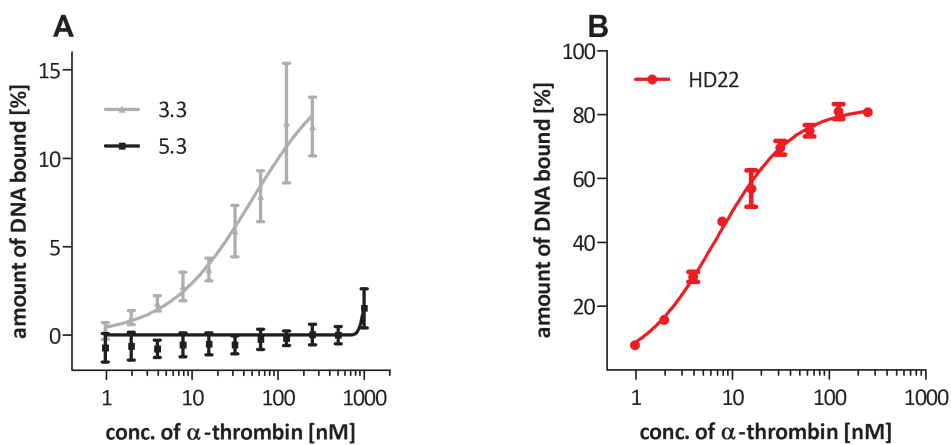 A
amount of DNA bound [%]
15
10
5
0
3.3
5.3
1
10
100
1000
conc. of α-thrombin [nM]
B
amount of DNA bound [%]
100
80
60
40
20
HD22
1
10
100
1000
conc. of α-thrombin [nM]